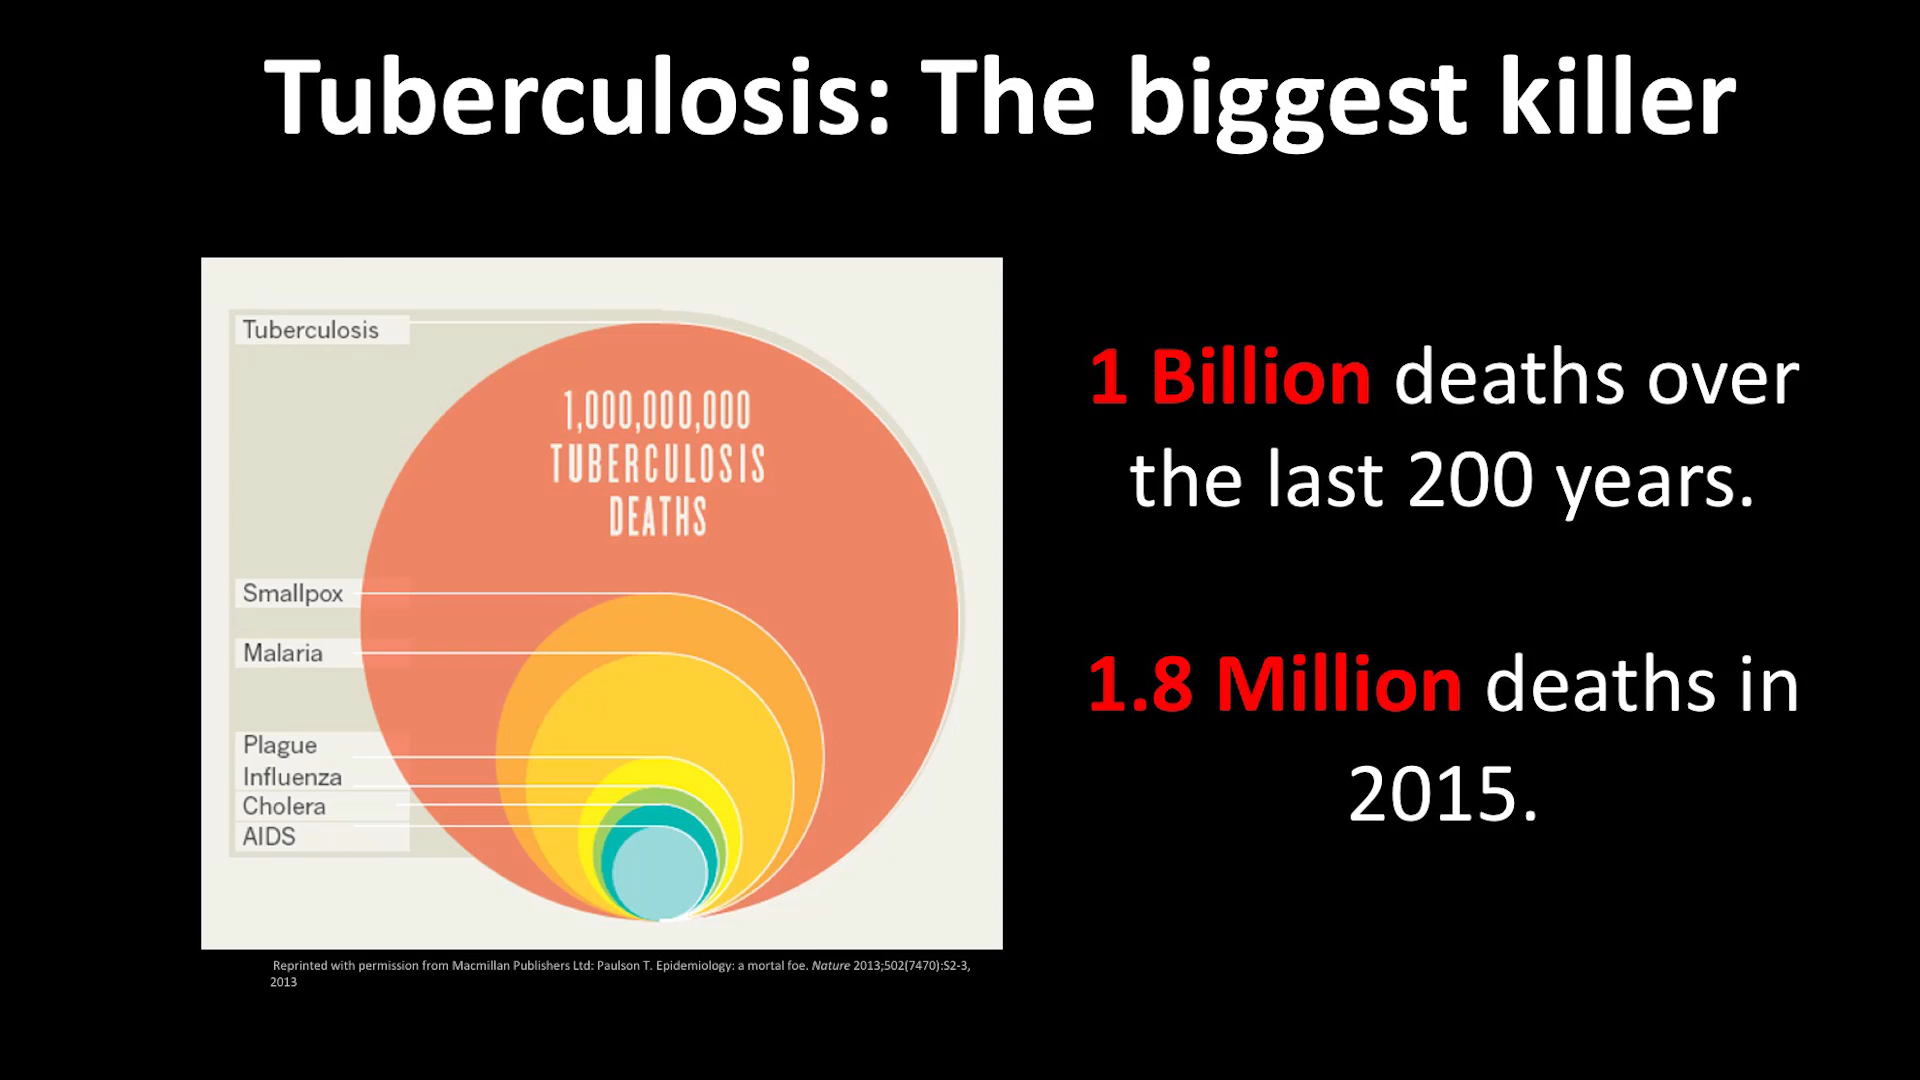 Tuberculosis: The biggest killer
Tuberculosis
1,000,000,000
TUBERCULOSIS
DEATHS
Smallpox
Malaria
Plague
Influenza
Cholera
AIDS
Reprinted with permission from Macmillan Publishers Ltd: Paulson T. Epidemiology: a mortal foe. Nature 2013;502(7470):S2-3,
2013
1 Billion deaths over
the last 200 years.
1.8 Million deaths in
2015.